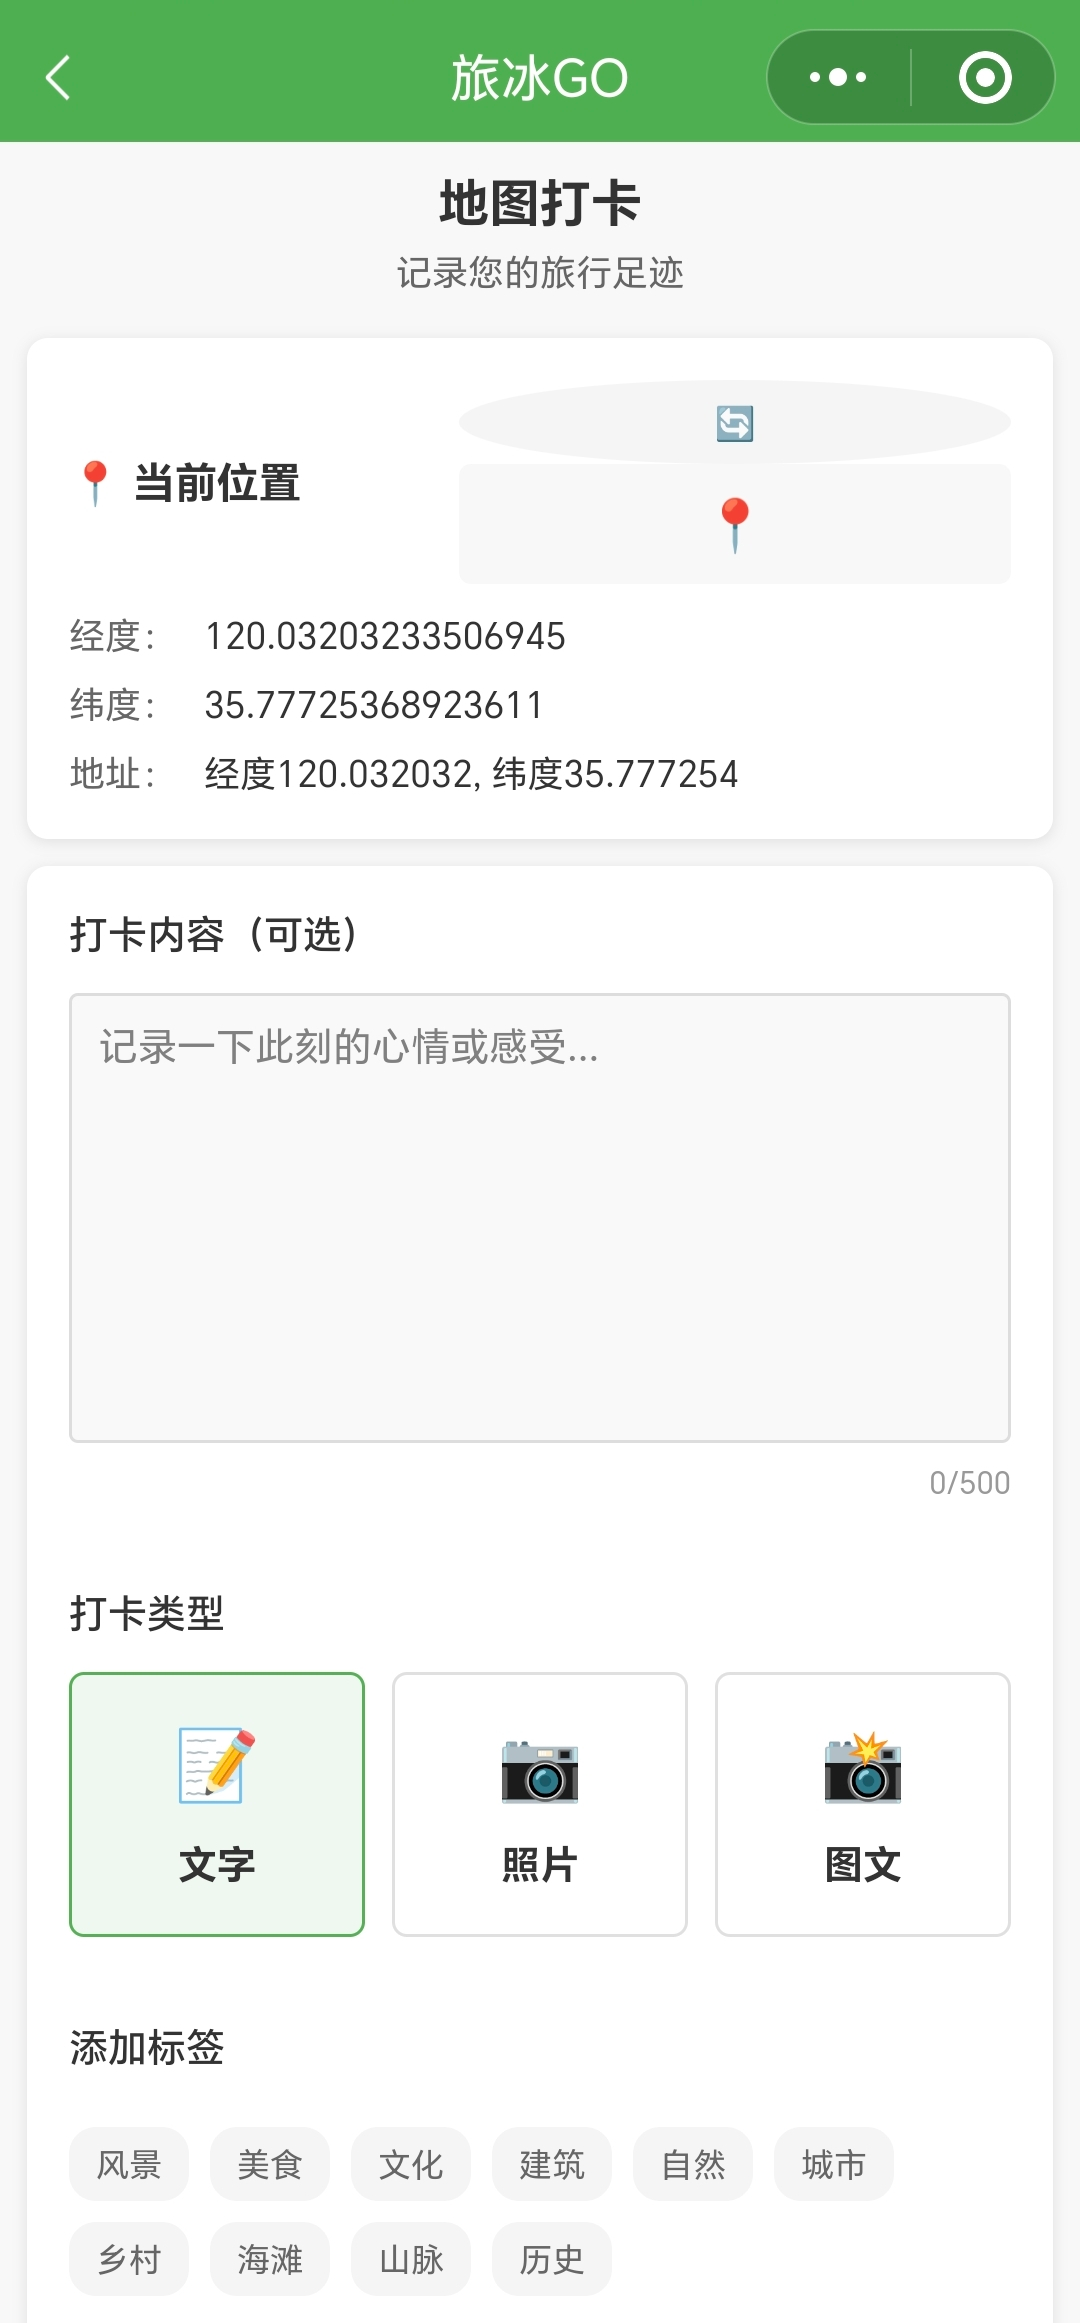 旅冰GO
地图打卡
记录您的旅行足迹
当前位置
经度： 120.03203233506945
纬度： 35.77725368923611
地址： 经度120.032032, 纬度35.777254
打卡内容（可选）
记录一下此刻的心情或感受...
0/500
打卡类型
文字 照片 图文
添加标签
风景 美食 文化 建筑 自然 城市
乡村 海滩 山脉 历史